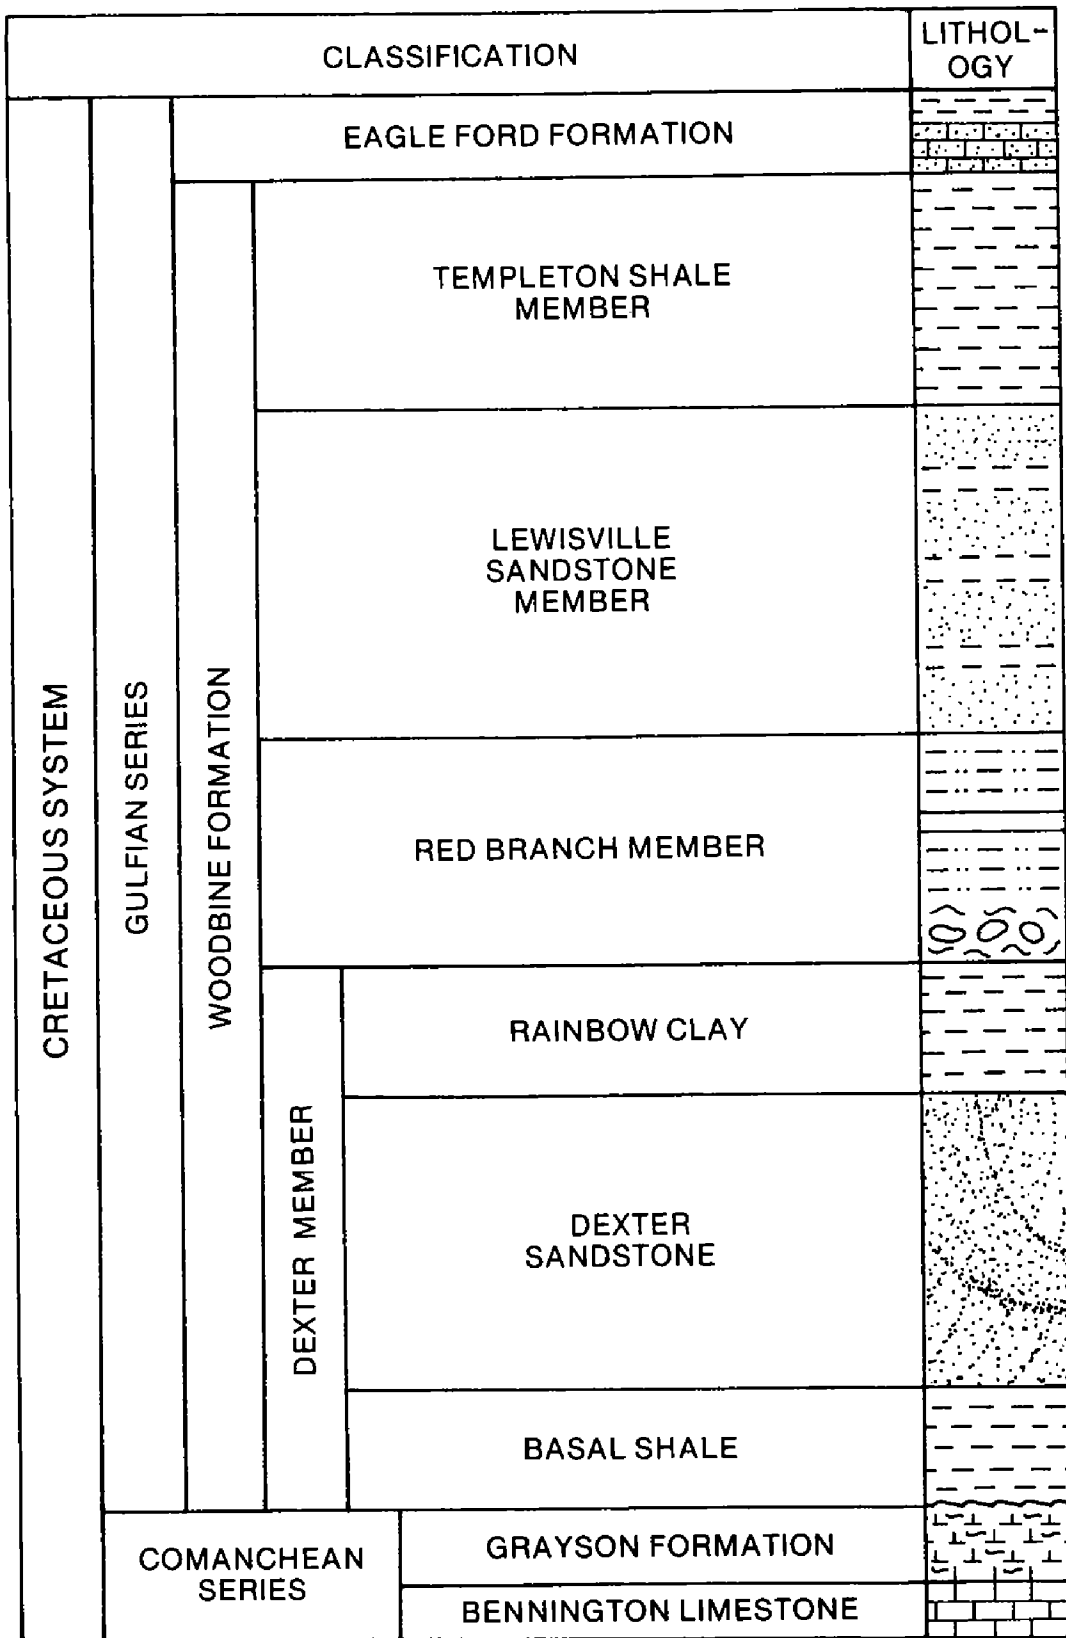 CLASSIFICATION
LITHOL-
OGY
EAGLE FORD FORMATION
TEMPLETON SHALE
MEMBER
LEWISVILLE
SANDSTONE
MEMBER
RED BRANCH MEMBER
RAINBOW CLAY
DEXTER
SANDSTONE
BASAL SHALE
DEXTER MEMBER
WOODBINE FORMATION
GULFIAN SERIES
CRETACEOUS SYSTEM
COMANCHEAN
SERIES
GRAYSON FORMATION
BENNINGTON LIMESTONE